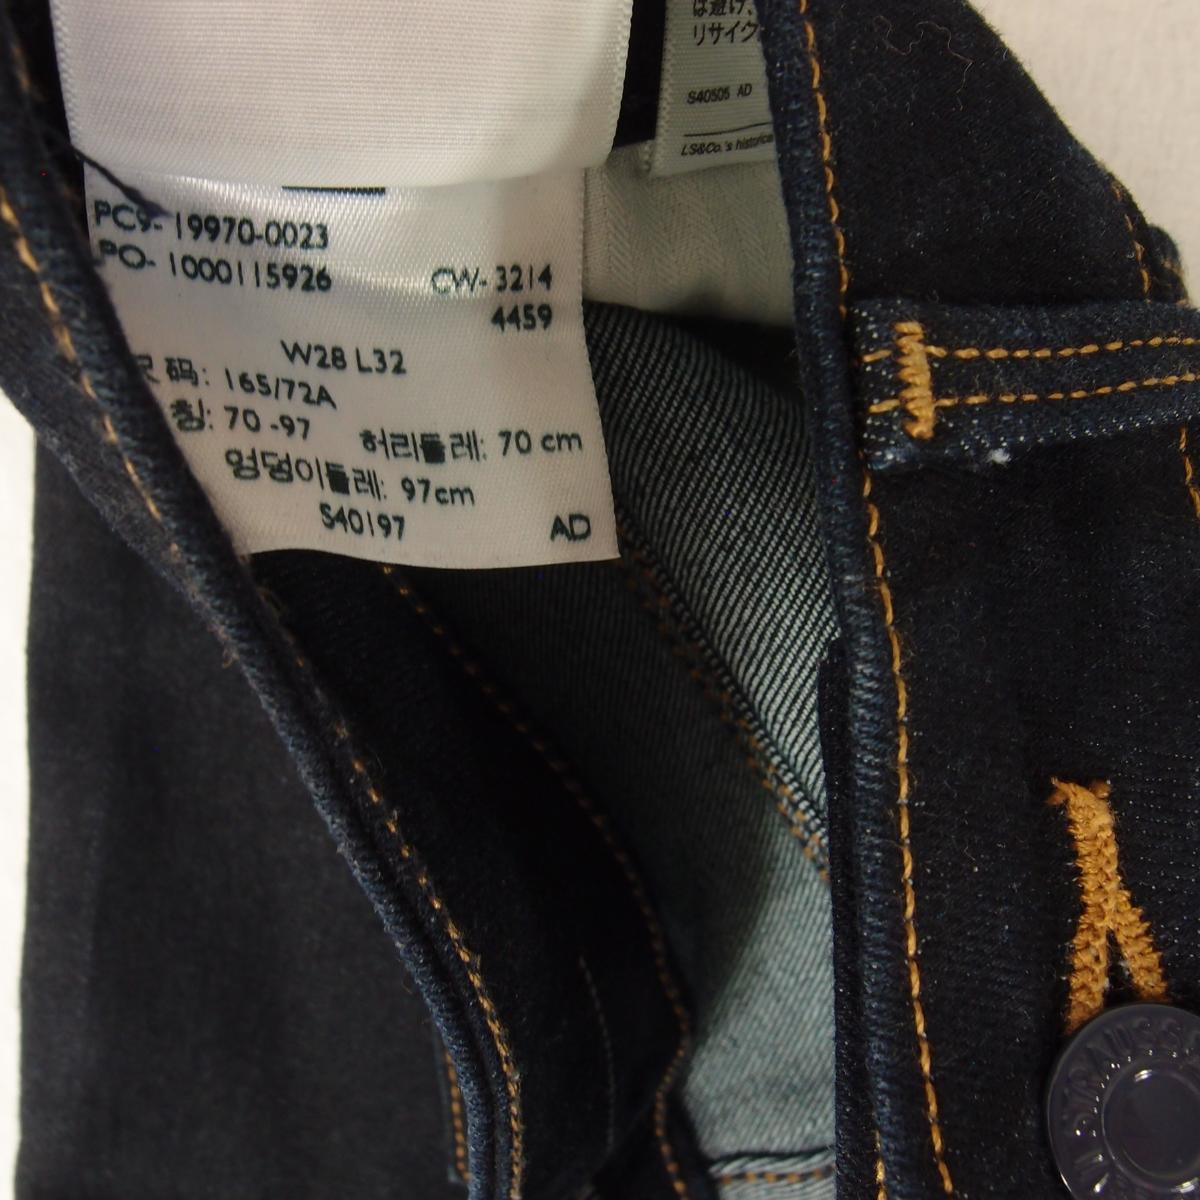 は避け、
リサイク
S40505 AD
LS&Co.'s historica
PC9- 19970-0023
PO- 1000115926
CW- 3214
4459
W28 L32
码: 165/72A
칭: 70 -97
허리둘레: 70 cm
엉덩이둘레: 97cm
S40197 AD
STRAUSS